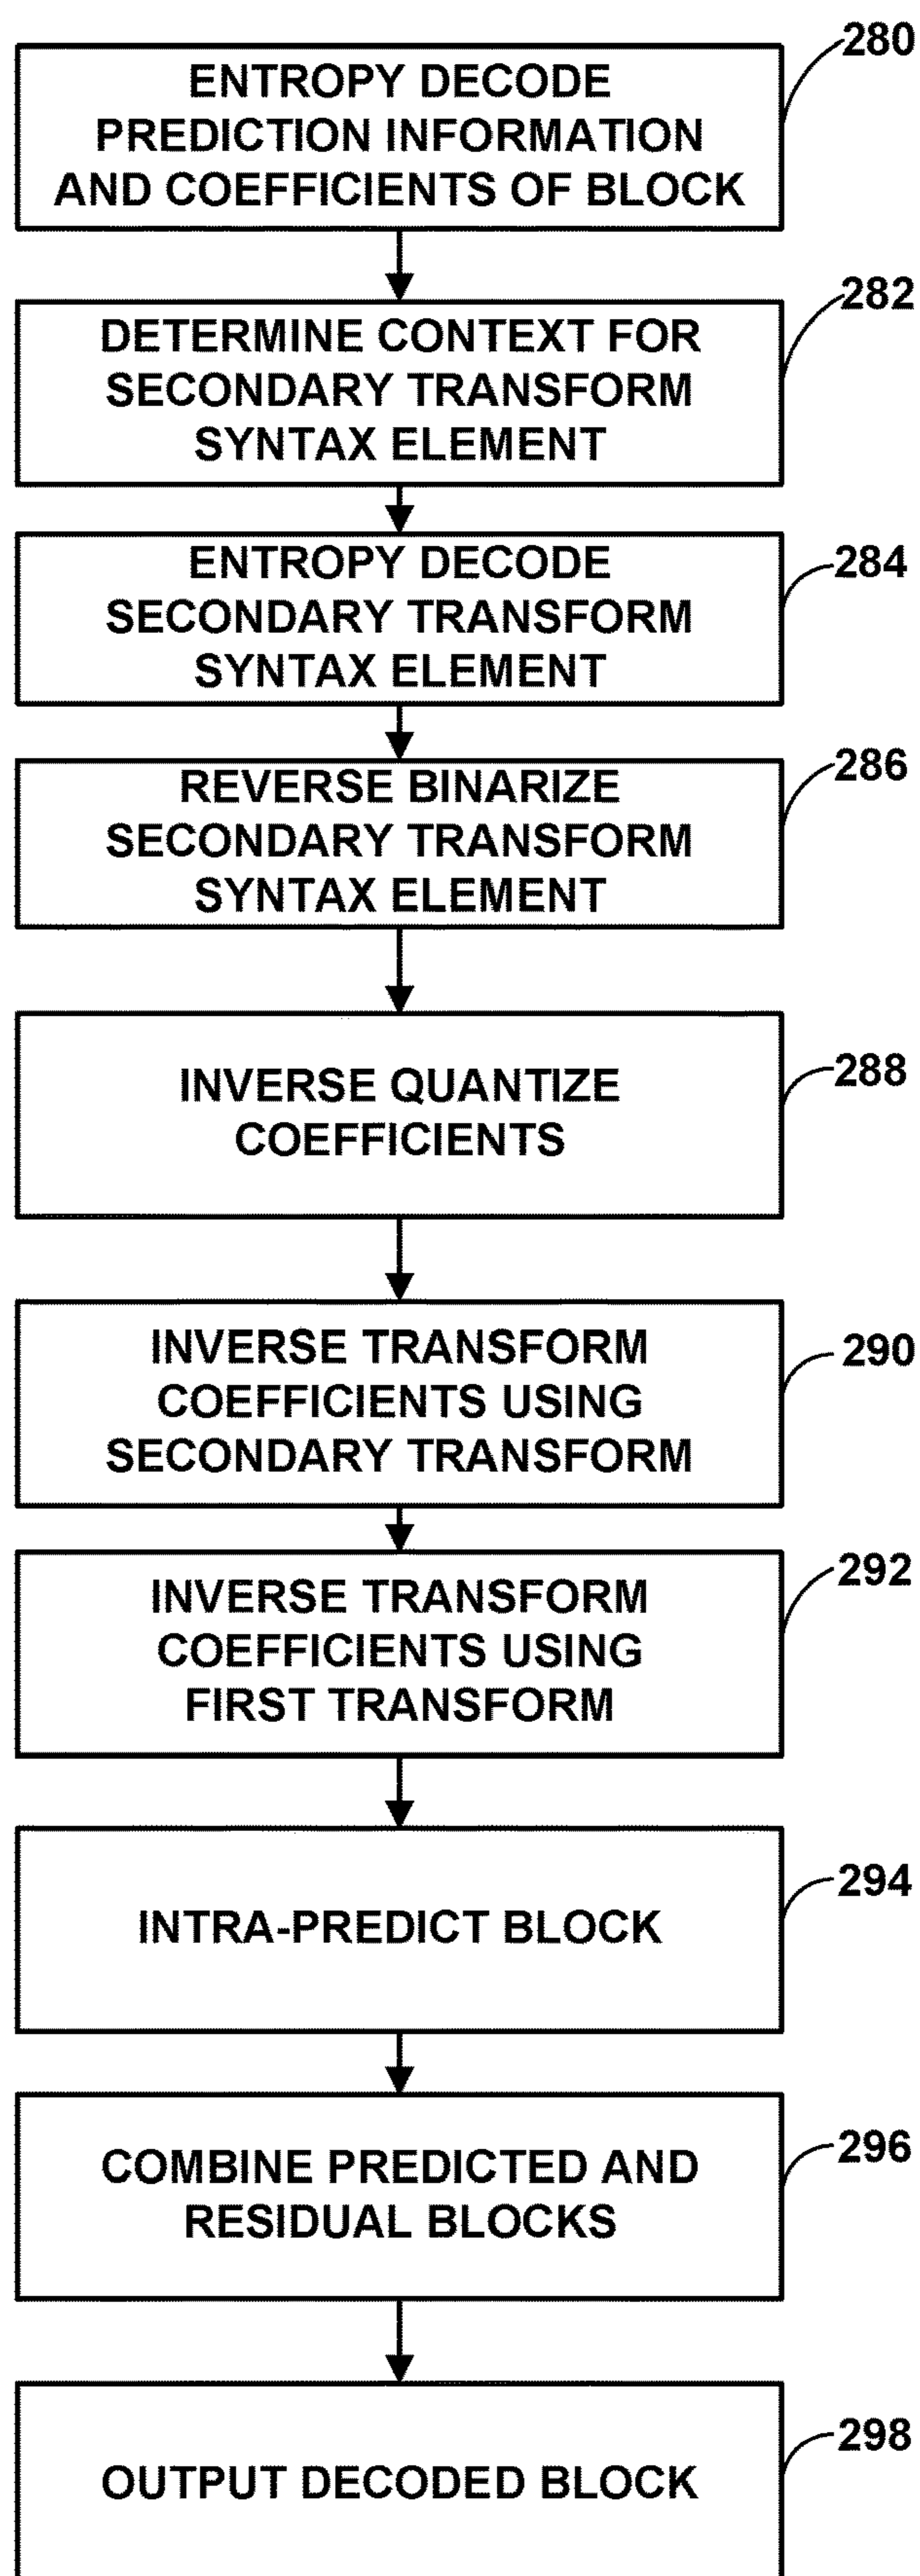 280
ENTROPY DECODE
PREDICTION INFORMATION
AND COEFFICIENTS OF BLOCK
282
DETERMINE CONTEXT FOR
SECONDARY TRANSFORM
SYNTAX ELEMENT
284
ENTROPY DECODE
SECONDARY TRANSFORM
SYNTAX ELEMENT
286
REVERSE BINARIZE
SECONDARY TRANSFORM
SYNTAX ELEMENT
288
INVERSE QUANTIZE
COEFFICIENTS
290
INVERSE TRANSFORM
COEFFICIENTS USING
SECONDARY TRANSFORM
292
INVERSE TRANSFORM
COEFFICIENTS USING
FIRST TRANSFORM
294
INTRA-PREDICT BLOCK
296
COMBINE PREDICTED AND
RESIDUAL BLOCKS
298
OUTPUT DECODED BLOCK